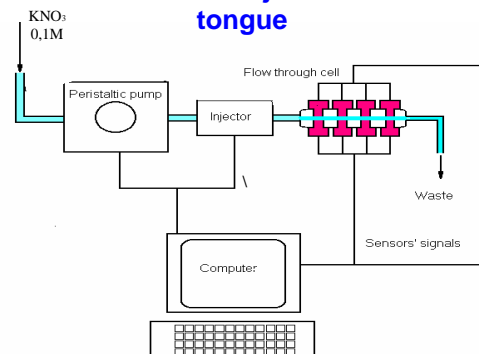 tongue
KNO₃
0,1M
Peristaltic pump
Injector
Flow through cell
Waste
Sensors' signals
Computer